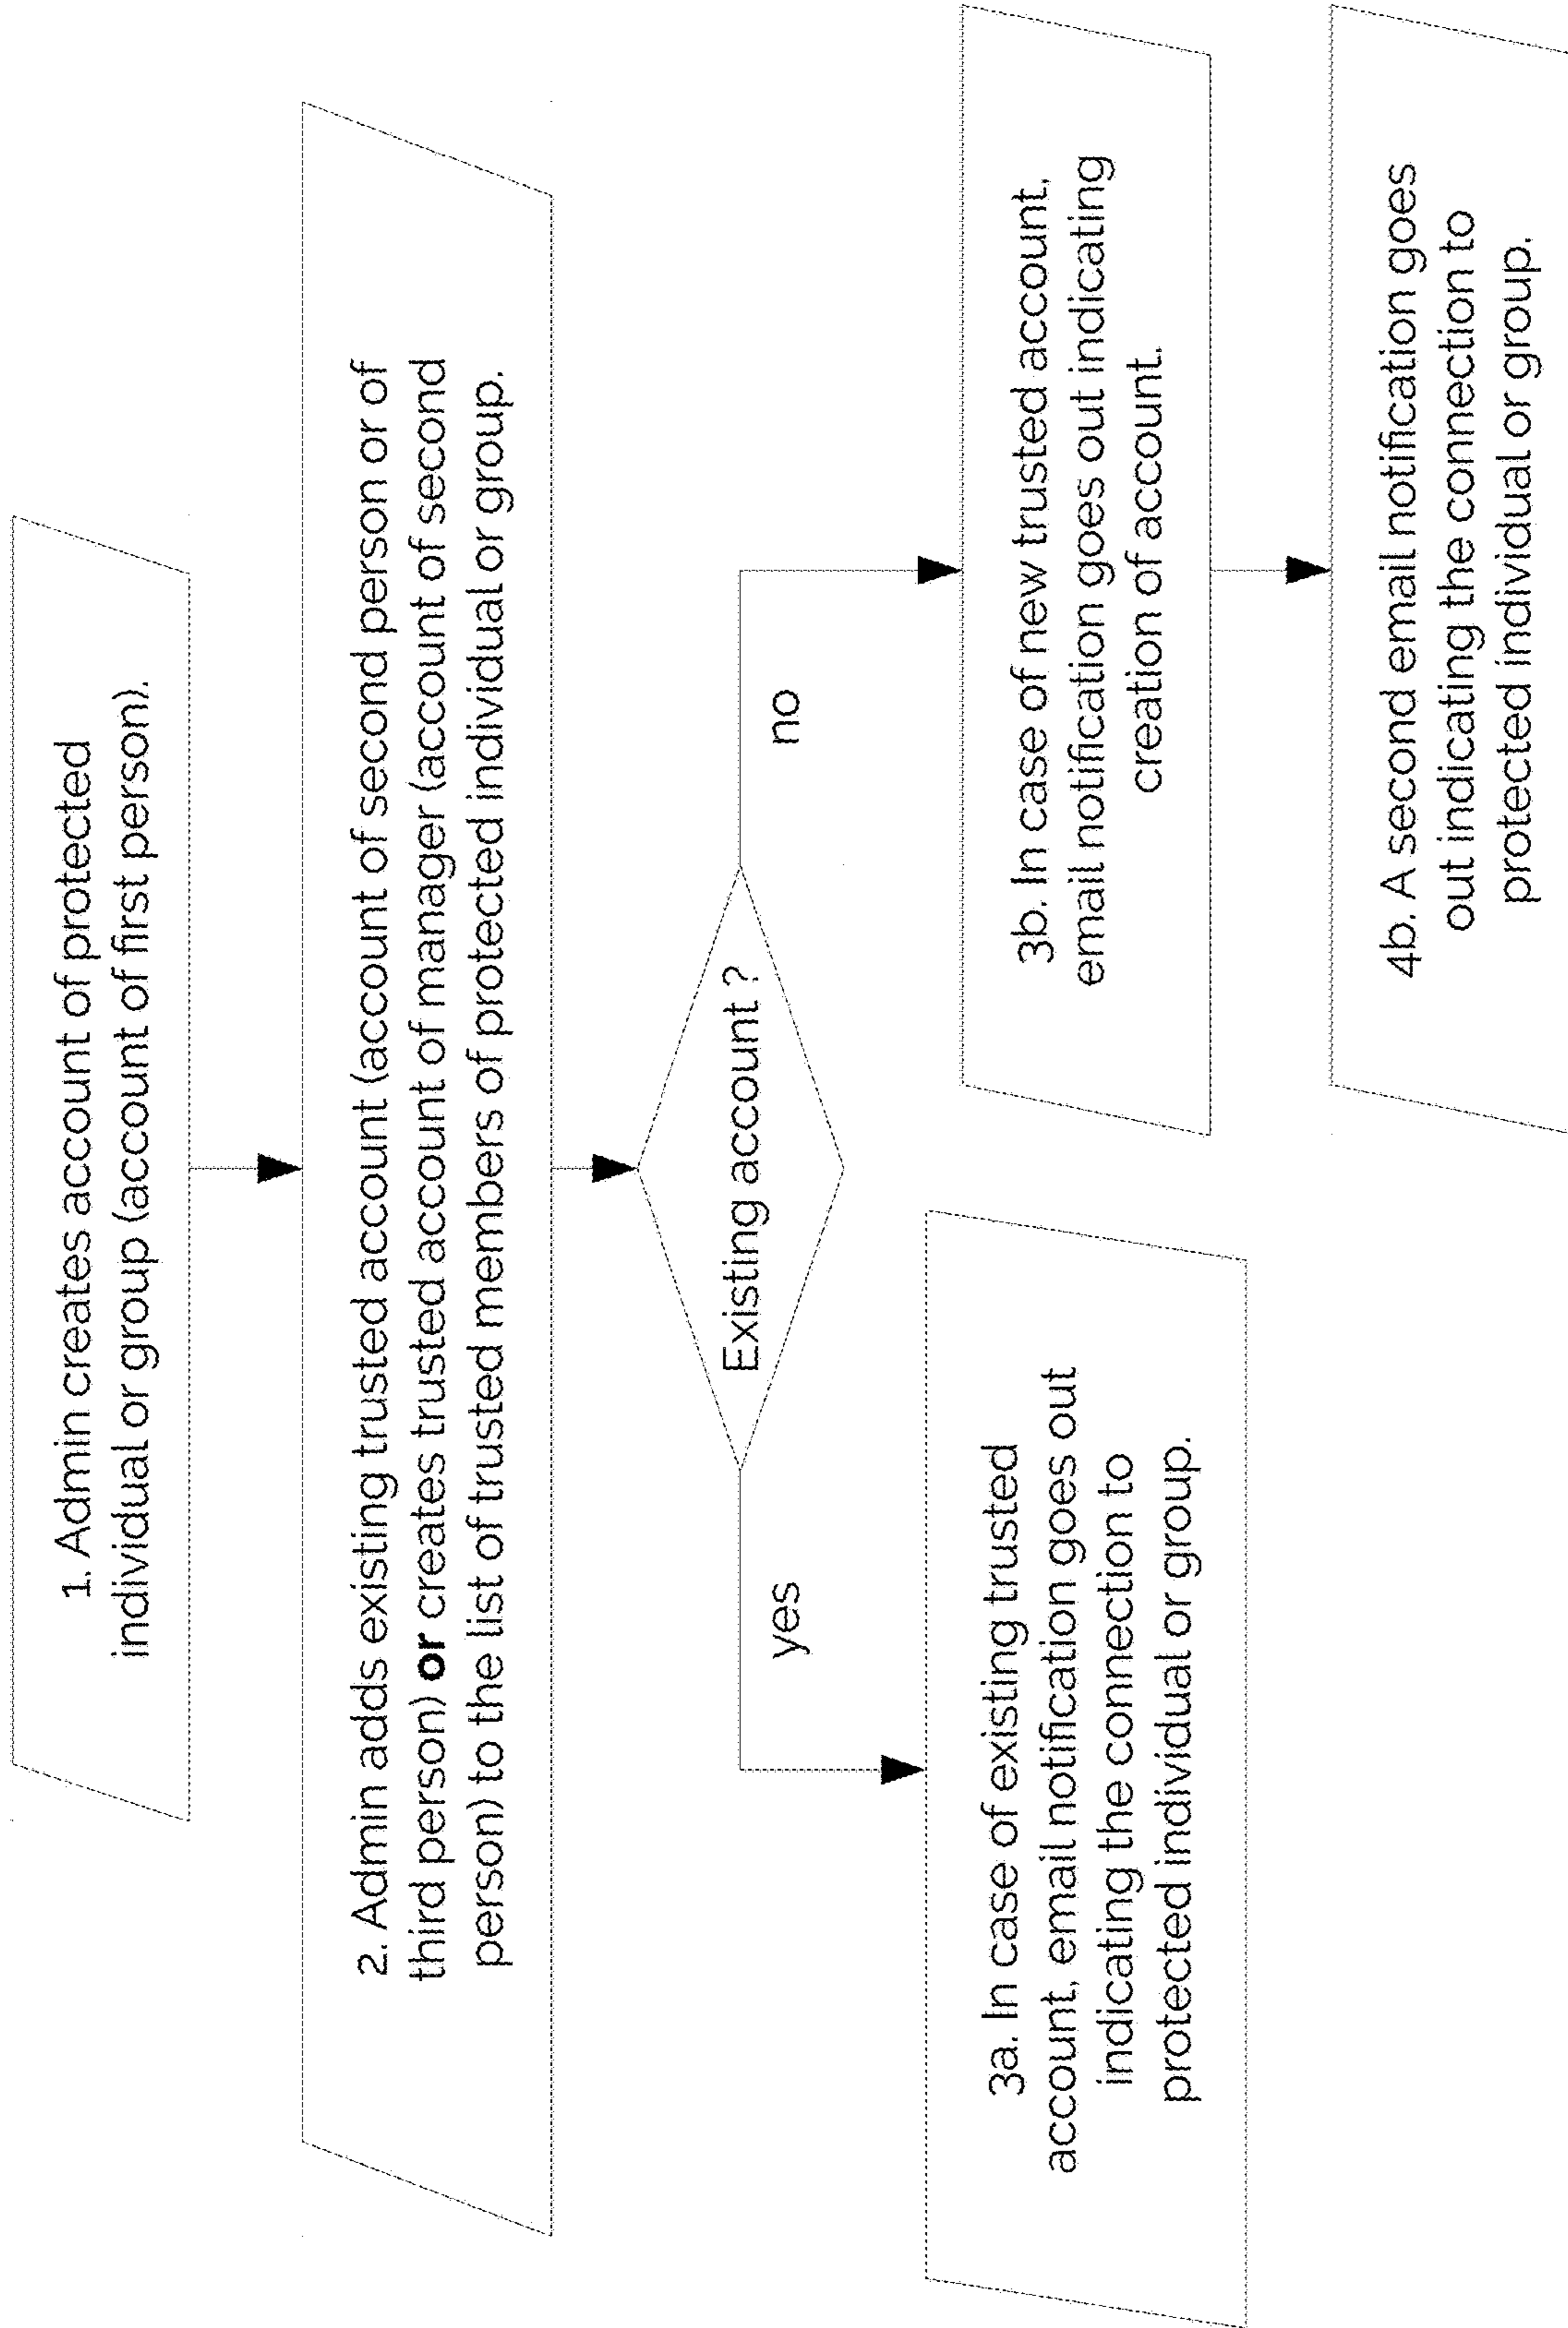 1. Admin creates account of protected
individual or group (account of first person).
2. Admin adds existing trusted account (account of second person or of
third person) or creates trusted account of manager (account of second
person) to the list of trusted members of protected individual or group.
Existing account ?
yes
no
3a. In case of existing trusted
account, email notification goes out
indicating the connection to
protected individual or group.
3b. In case of new trusted account,
email notification goes out indicating
creation of account.
4b. A second email notification goes
out indicating the connection to
protected individual or group.